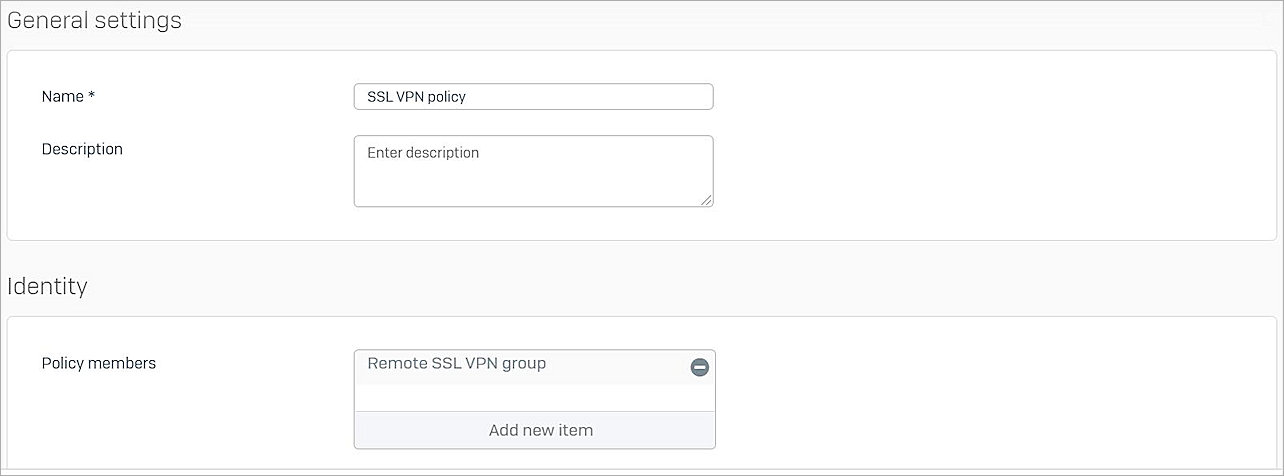 General settings
Name *
SSL VPN policy
Description
Enter description
Identity
Policy members
Remote SSL VPN group
Add new item